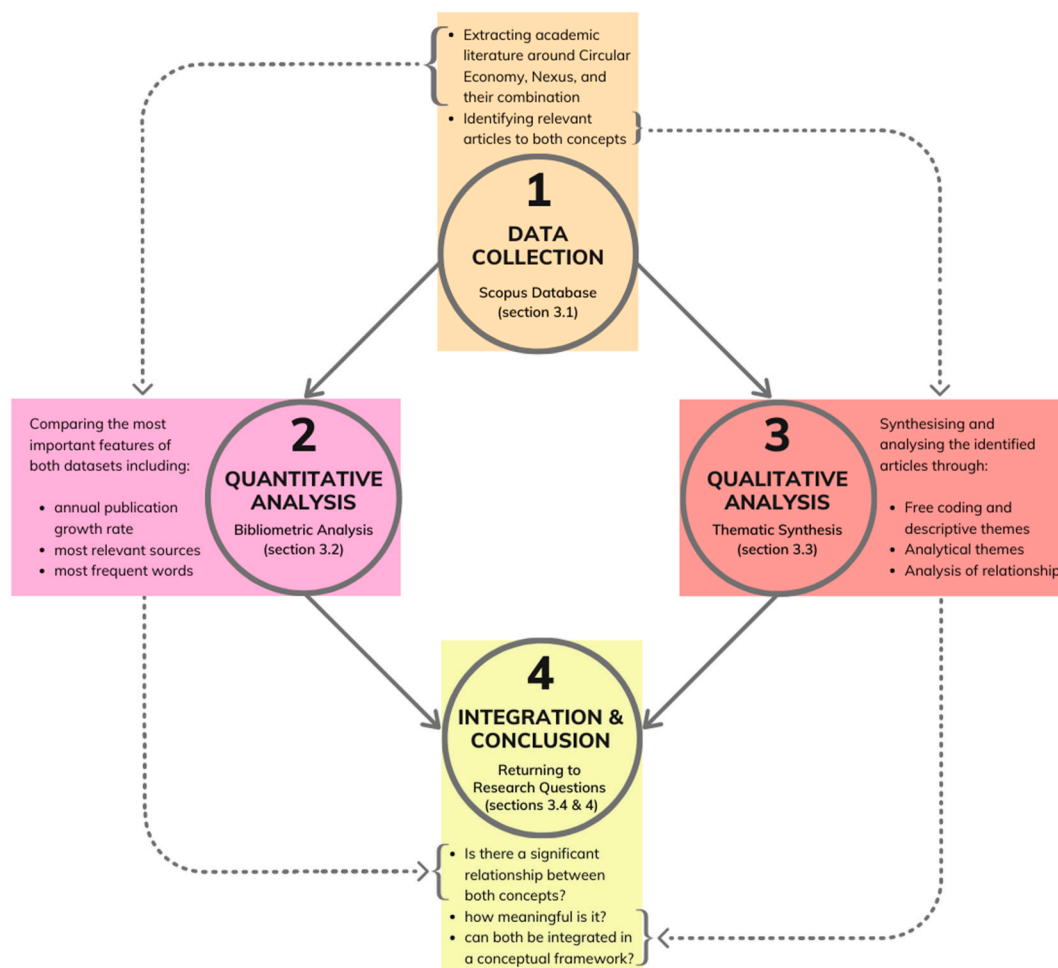 • Extracting academic
literature around Circular
Economy, Nexus, and
their combination
• Identifying relevant
articles to both concepts
1
DATA
COLLECTION
Scopus Database
(section 3.1)
Comparing the most
important features of
both datasets including:
• annual publication
growth rate
• most relevant sources
• most frequent words
2
QUANTITATIVE
ANALYSIS
Bibliometric Analysis
(section 3.2)
3
QUALITATIVE
ANALYSIS
Thematic Synthesis
(section 3.3)
Synthesising and
analysing the identified
articles through:
• Free coding and
descriptive themes
• Analytical themes
• Analysis of relationship
4
INTEGRATION &
CONCLUSION
Returning to
Research Questions
(sections 3.4 & 4)
• Is there a significant
relationship between
both concepts?
• how meaningful is it?
• can both be integrated in
a conceptual framework?